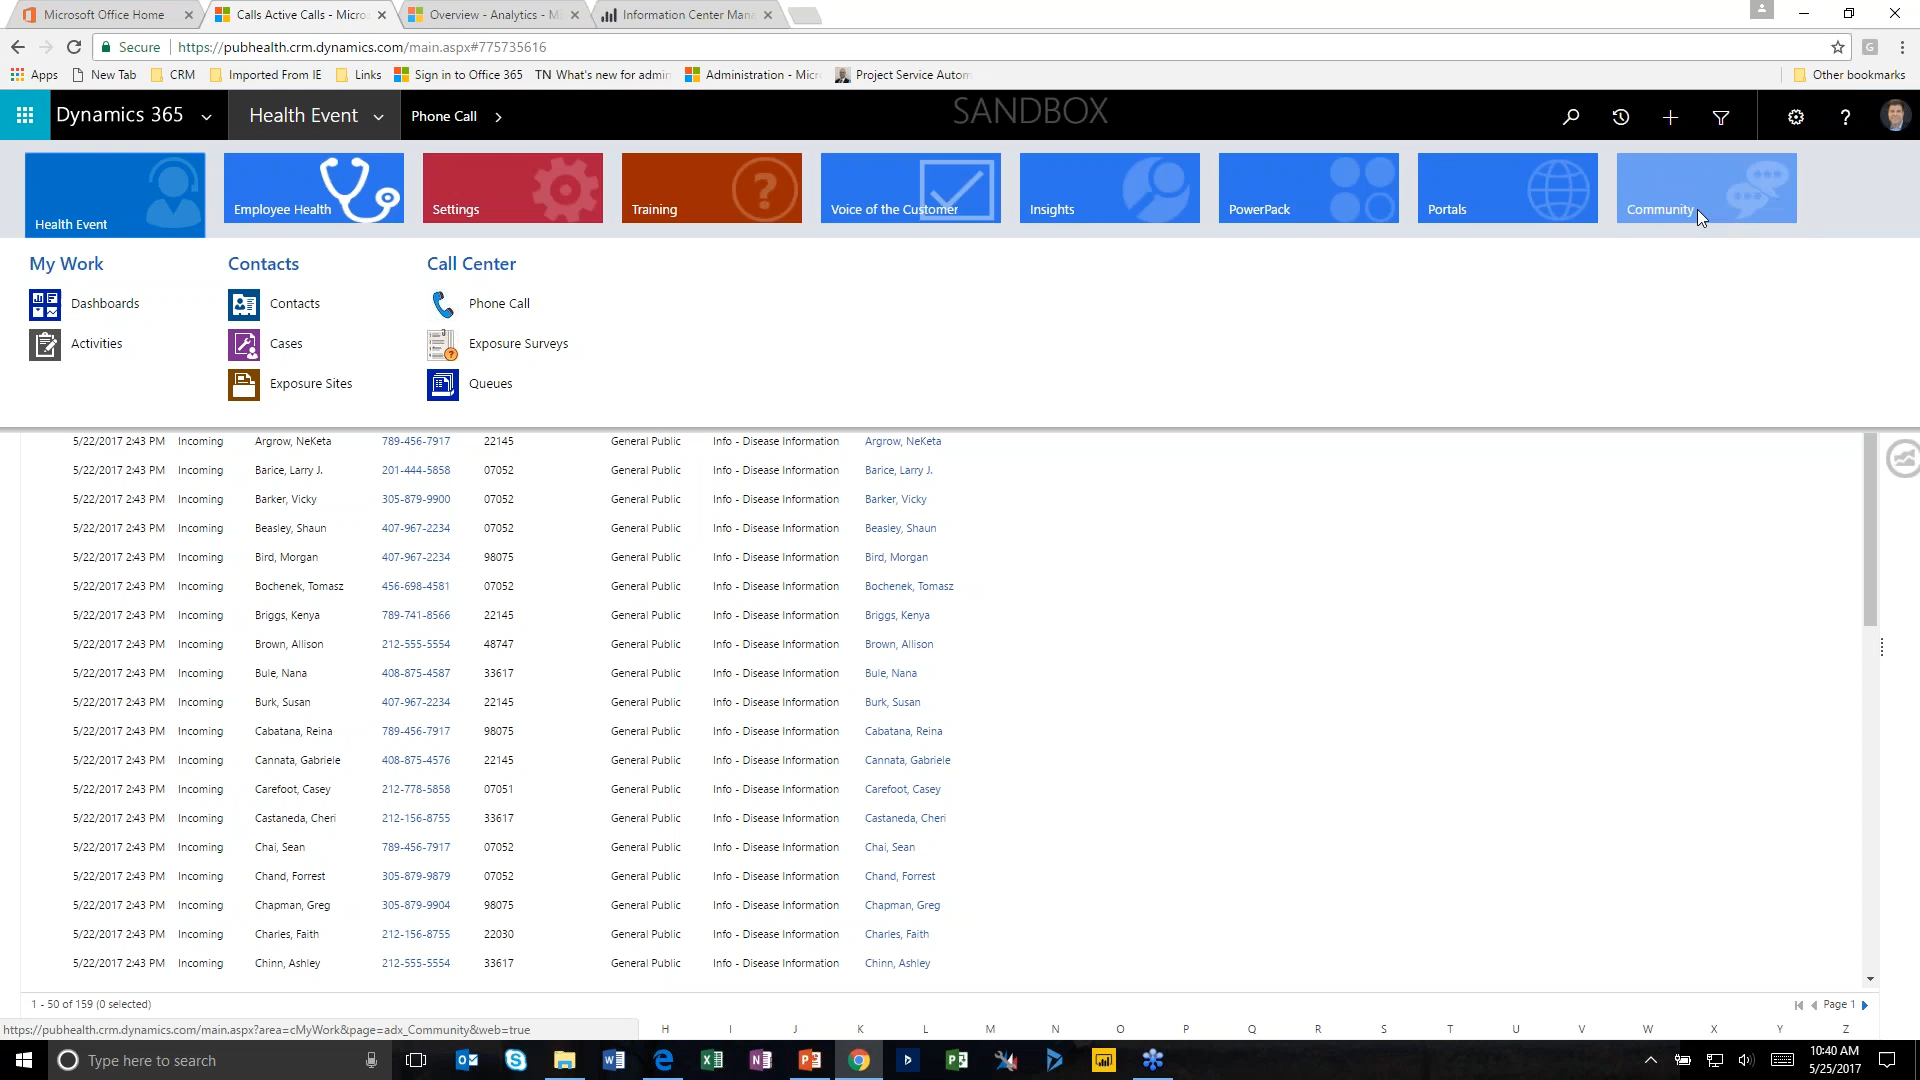 Microsoft Office Home
Calls Active Calls - Micros
Overview - Analytics - M
Information Center Mana
Secure
https://pubhealth.crm.dynamics.com/main.aspx#775735616
Apps
New Tab
CRM
Imported From IE
Links
Sign in to Office 365
TN What's new for admin
Administration - Micr
Project Service Autom
Other bookmarks
Dynamics 365
Health Event
Phone Call
SANDBOX
Health Event
Employee Health
Settings
Training
Voice of the Customer
Insights
PowerPack
Portals
Community
My Work
Contacts
Call Center
Dashboards
Contacts
Phone Call
Activities
Cases
Exposure Surveys
Exposure Sites
Queues
5/22/2017 2:43 PM Incoming Argrow, NeKeta 789-456-7917 22145 General Public Info - Disease Information Argrow, NeKeta
5/22/2017 2:43 PM Incoming Barice, Larry J. 201-444-5858 07052 General Public Info - Disease Information Barice, Larry J.
5/22/2017 2:43 PM Incoming Barker, Vicky 305-879-9900 07052 General Public Info - Disease Information Barker, Vicky
5/22/2017 2:43 PM Incoming Beasley, Shaun 407-967-2234 07052 General Public Info - Disease Information Beasley, Shaun
5/22/2017 2:43 PM Incoming Bird, Morgan 407-967-2234 98075 General Public Info - Disease Information Bird, Morgan
5/22/2017 2:43 PM Incoming Bochenek, Tomasz 456-698-4581 07052 General Public Info - Disease Information Bochenek, Tomasz
5/22/2017 2:43 PM Incoming Briggs, Kenya 789-741-8566 22145 General Public Info - Disease Information Briggs, Kenya
5/22/2017 2:43 PM Incoming Brown, Allison 212-555-5554 48747 General Public Info - Disease Information Brown, Allison
5/22/2017 2:43 PM Incoming Bule, Nana 408-875-4587 33617 General Public Info - Disease Information Bule, Nana
5/22/2017 2:43 PM Incoming Burk, Susan 407-967-2234 22145 General Public Info - Disease Information Burk, Susan
5/22/2017 2:43 PM Incoming Cabatana, Reina 789-456-7917 98075 General Public Info - Disease Information Cabatana, Reina
5/22/2017 2:43 PM Incoming Cannata, Gabriele 408-875-4576 22145 General Public Info - Disease Information Cannata, Gabriele
5/22/2017 2:43 PM Incoming Carefoot, Casey 212-778-5858 07051 General Public Info - Disease Information Carefoot, Casey
5/22/2017 2:43 PM Incoming Castaneda, Cheri 212-156-8755 33617 General Public Info - Disease Information Castaneda, Cheri
5/22/2017 2:43 PM Incoming Chai, Sean 789-456-7917 07052 General Public Info - Disease Information Chai, Sean
5/22/2017 2:43 PM Incoming Chand, Forrest 305-879-9879 07052 General Public Info - Disease Information Chand, Forrest
5/22/2017 2:43 PM Incoming Chapman, Greg 305-879-9904 98075 General Public Info - Disease Information Chapman, Greg
5/22/2017 2:43 PM Incoming Charles, Faith 212-156-8755 22030 General Public Info - Disease Information Charles, Faith
5/22/2017 2:43 PM Incoming Chinn, Ashley 212-555-5554 33617 General Public Info - Disease Information Chinn, Ashley
1 - 50 of 159 (0 selected)
Page 1
https://pubhealth.crm.dynamics.com/main.aspx?area=cMyWork&page=adx_Community&web=true
H I J K L M N O P Q R S T U V W X Y Z
Type here to search
10:40 AM
5/25/2017